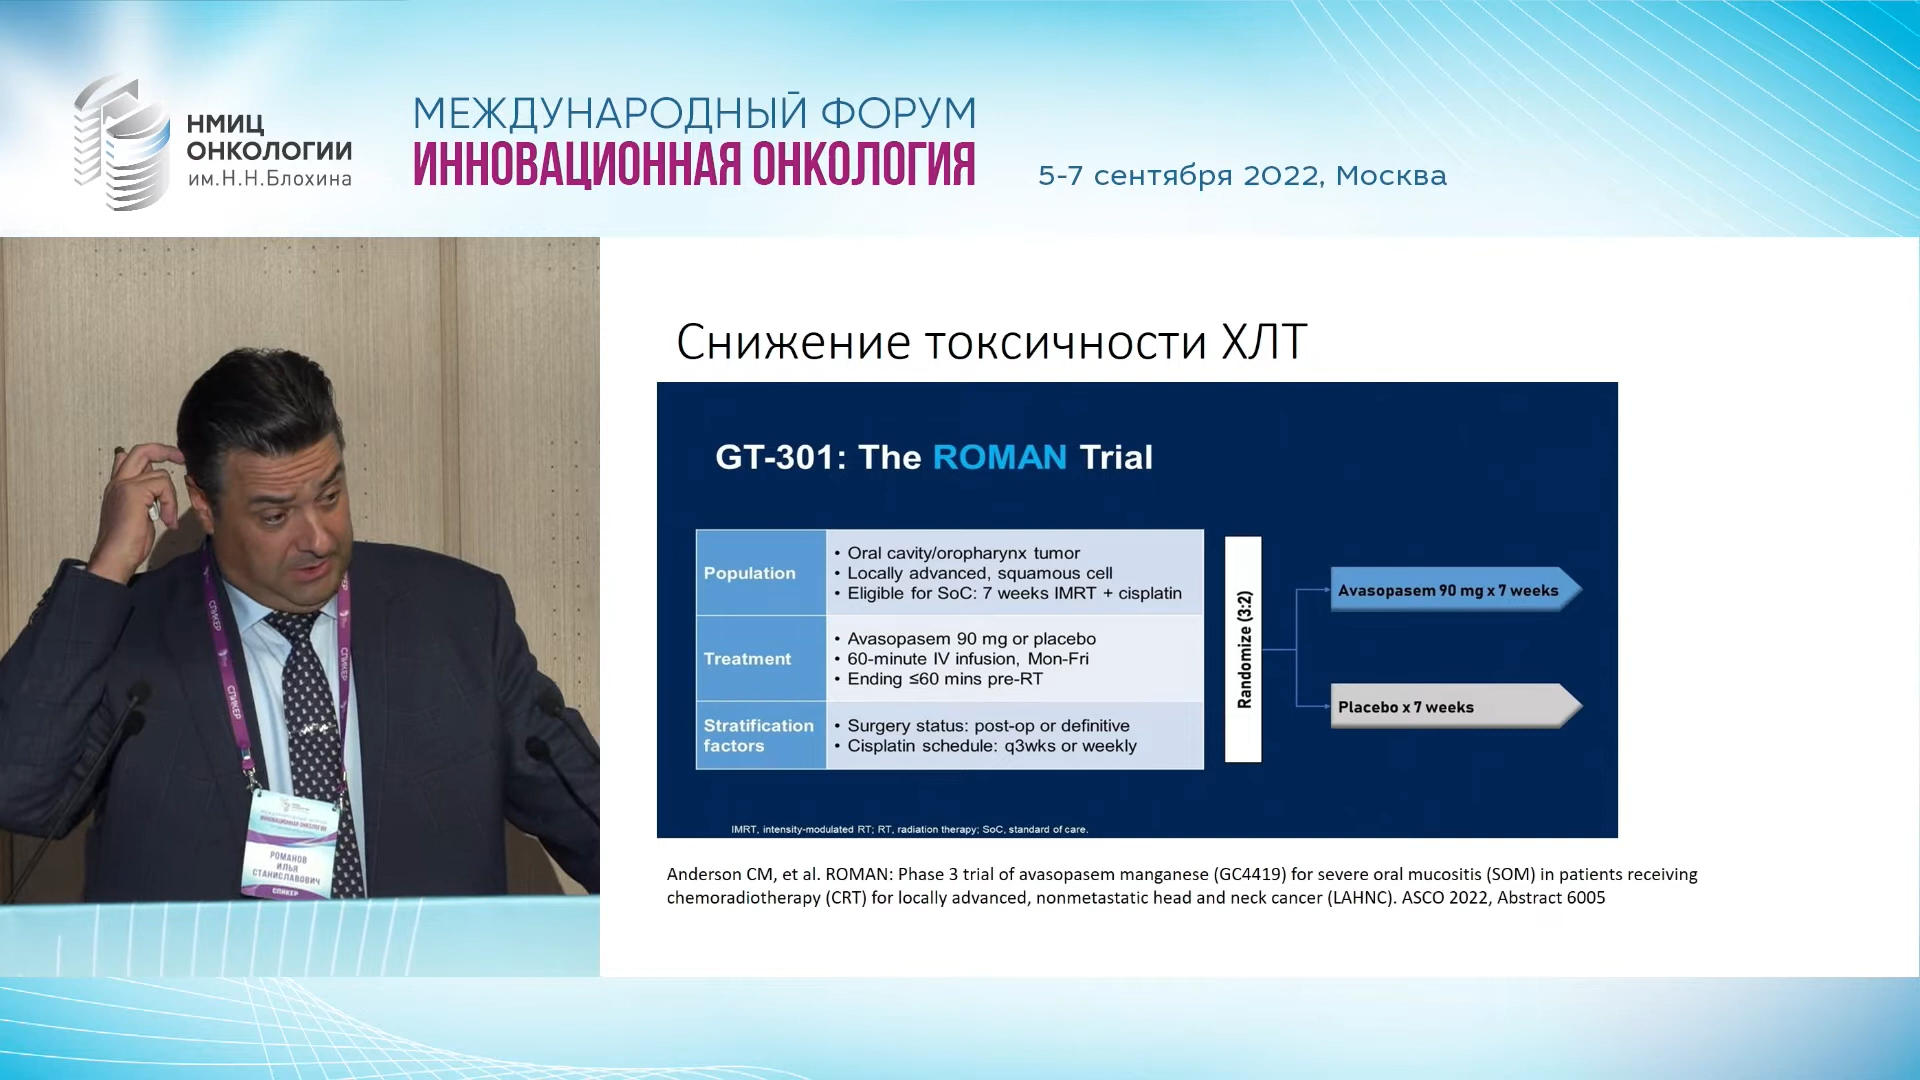 НМИЦ
ОНКОЛОГИИ
им.Н.Н.Блохина
МЕЖДУНАРОДНЫЙ ФОРУМ
ИННОВАЦИОННАЯ ОНКОЛОГИЯ
5-7 сентября 2022, Москва
СПИКЕР
СПИКЕР
СПИКЕР
ИННОВАЦИОННАЯ ОНКОЛОГИЯ
РОМАНОВ
ИЛЬЯ
СТАНИСЛАВОВИЧ
СПИКЕР
Снижение токсичности ХЛТ
GT-301: The ROMAN Trial
Population
• Oral cavity/oropharynx tumor
• Locally advanced, squamous cell
• Eligible for SoC: 7 weeks IMRT + cisplatin
Treatment
• Avasopasem 90 mg or placebo
• 60-minute IV infusion, Mon-Fri
• Ending ≤60 mins pre-RT
Stratification
factors
• Surgery status: post-op or definitive
• Cisplatin schedule: q3wks or weekly
Randomize (3:2)
Avasopasem 90 mg x 7 weeks
Placebo x 7 weeks
IMRT, intensity-modulated RT; RT, radiation therapy; SoC, standard of care.
Anderson CM, et al. ROMAN: Phase 3 trial of avasopasem manganese (GC4419) for severe oral mucositis (SOM) in patients receiving
chemoradiotherapy (CRT) for locally advanced, nonmetastatic head and neck cancer (LAHNC). ASCO 2022, Abstract 6005